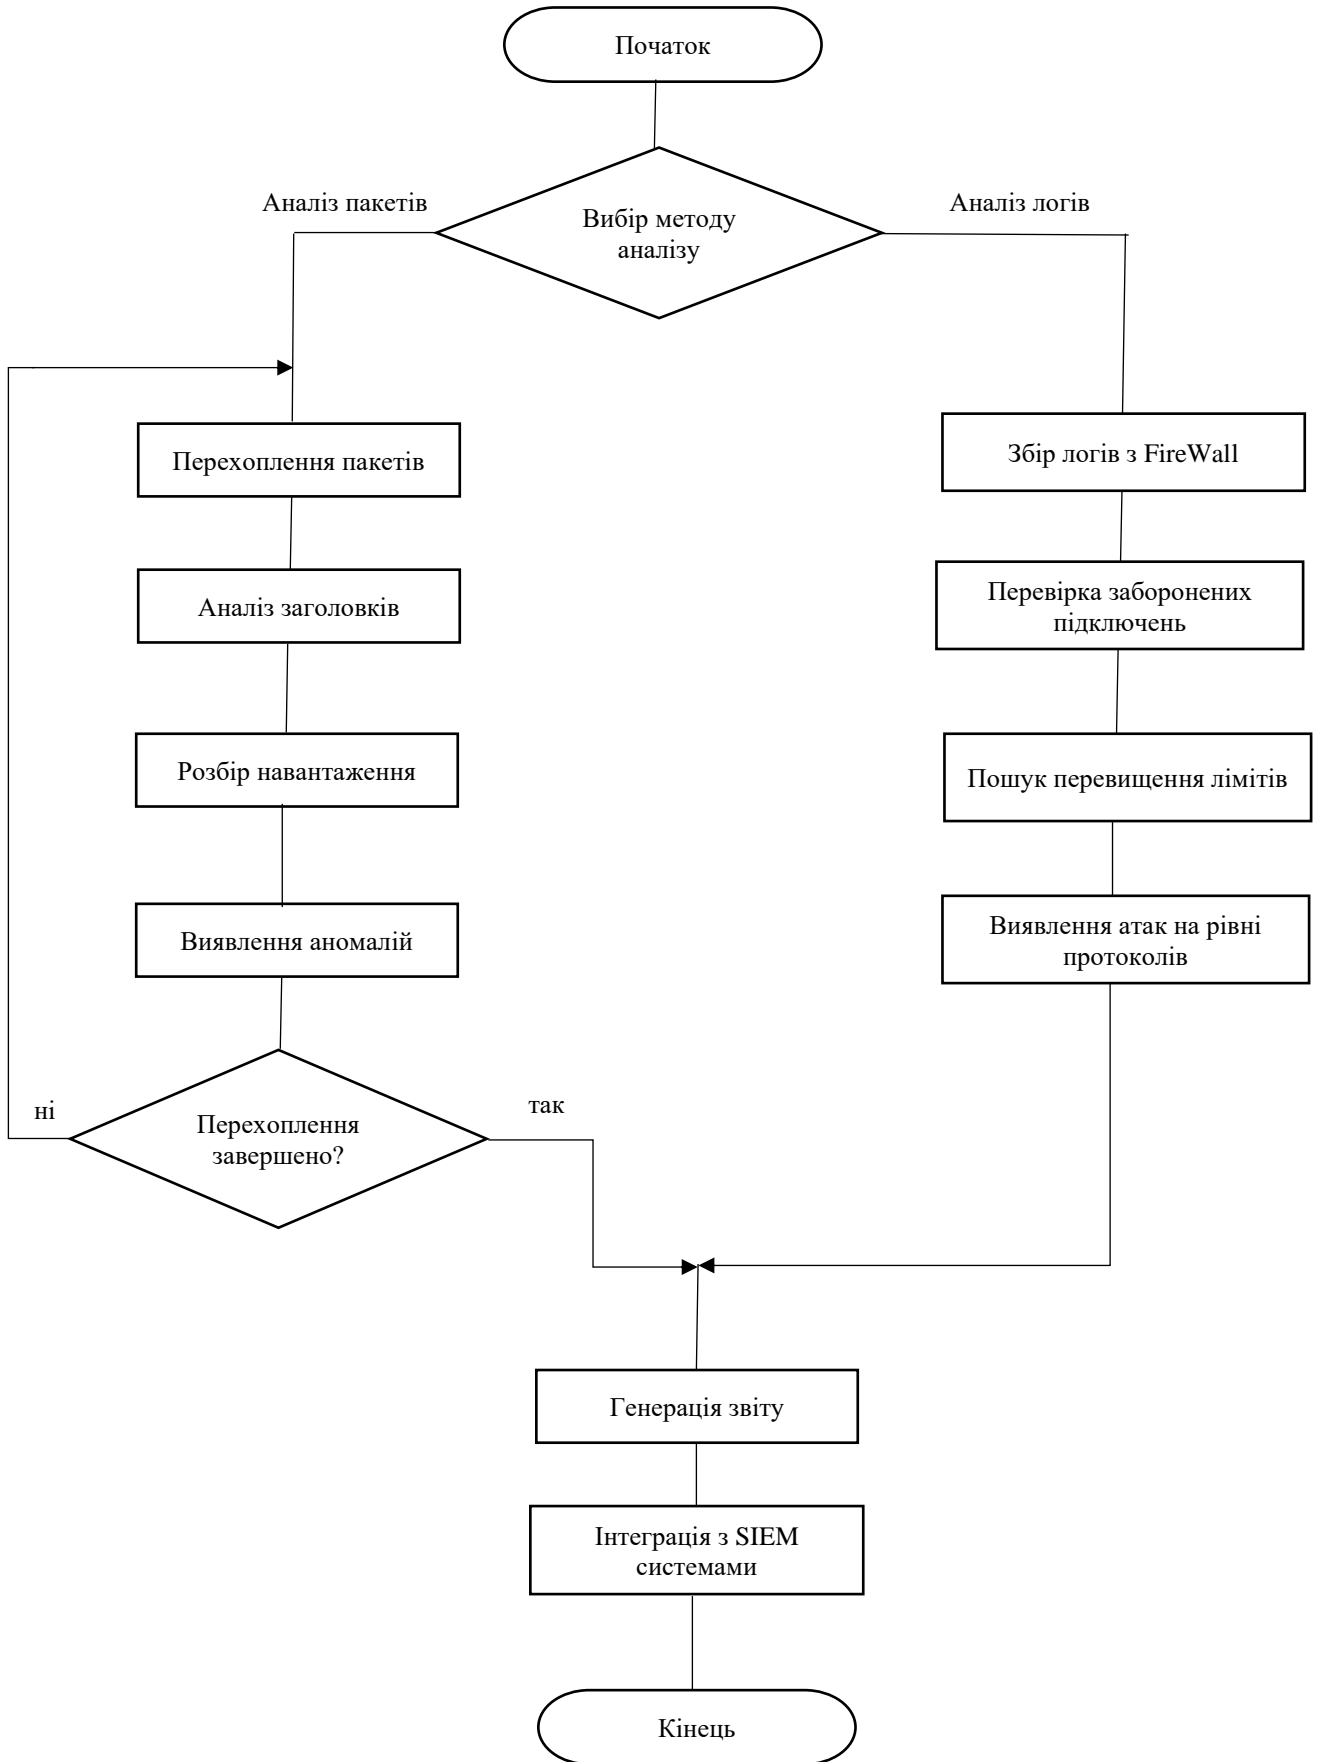 Початок
Аналіз пакетів
Вибір методу
аналізу
Аналіз логів
Перехоплення пакетів
Аналіз заголовків
Розбір навантаження
Виявлення аномалій
ні
Перехоплення
завершено?
так
Збір логів з FireWall
Перевірка заборонених
підключень
Пошук перевищення лімітів
Виявлення атак на рівні
протоколів
Генерація звіту
Інтеграція з SIEM
системами
Кінець